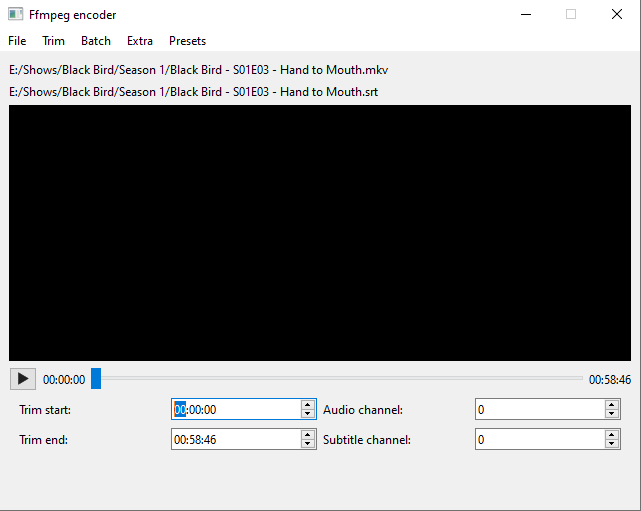 Ffmpeg encoder
File Trim Batch Extra Presets
E:/Shows/Black Bird/Season 1/Black Bird - S01E03 - Hand to Mouth.mkv
E:/Shows/Black Bird/Season 1/Black Bird - S01E03 - Hand to Mouth.srt
00:00:00 00:58:46
Trim start: 00:00:00 Audio channel: 0
Trim end: 00:58:46 Subtitle channel: 0